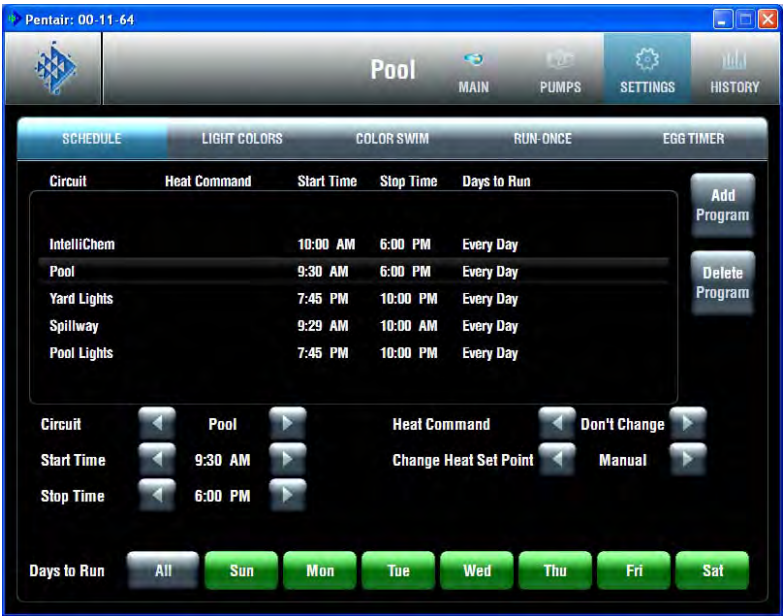 Pentair: 00-11-64
Pool
MAIN
PUMPS
SETTINGS
HISTORY
SCHEDULE LIGHT COLORS COLOR SWIM RUN-ONCE EGG TIMER
Circuit Heat Command Start Time Stop Time Days to Run
IntelliChem 10:00 AM 6:00 PM Every Day
Pool 9:30 AM 6:00 PM Every Day
Yard Lights 7:45 PM 10:00 PM Every Day
Spillway 9:29 AM 10:00 AM Every Day
Pool Lights 7:45 PM 10:00 PM Every Day
Add
Program
Delete
Program
Circuit Pool Heat Command Don't Change
Start Time 9:30 AM Change Heat Set Point Manual
Stop Time 6:00 PM
Days to Run All Sun Mon Tue Wed Thu Fri Sat